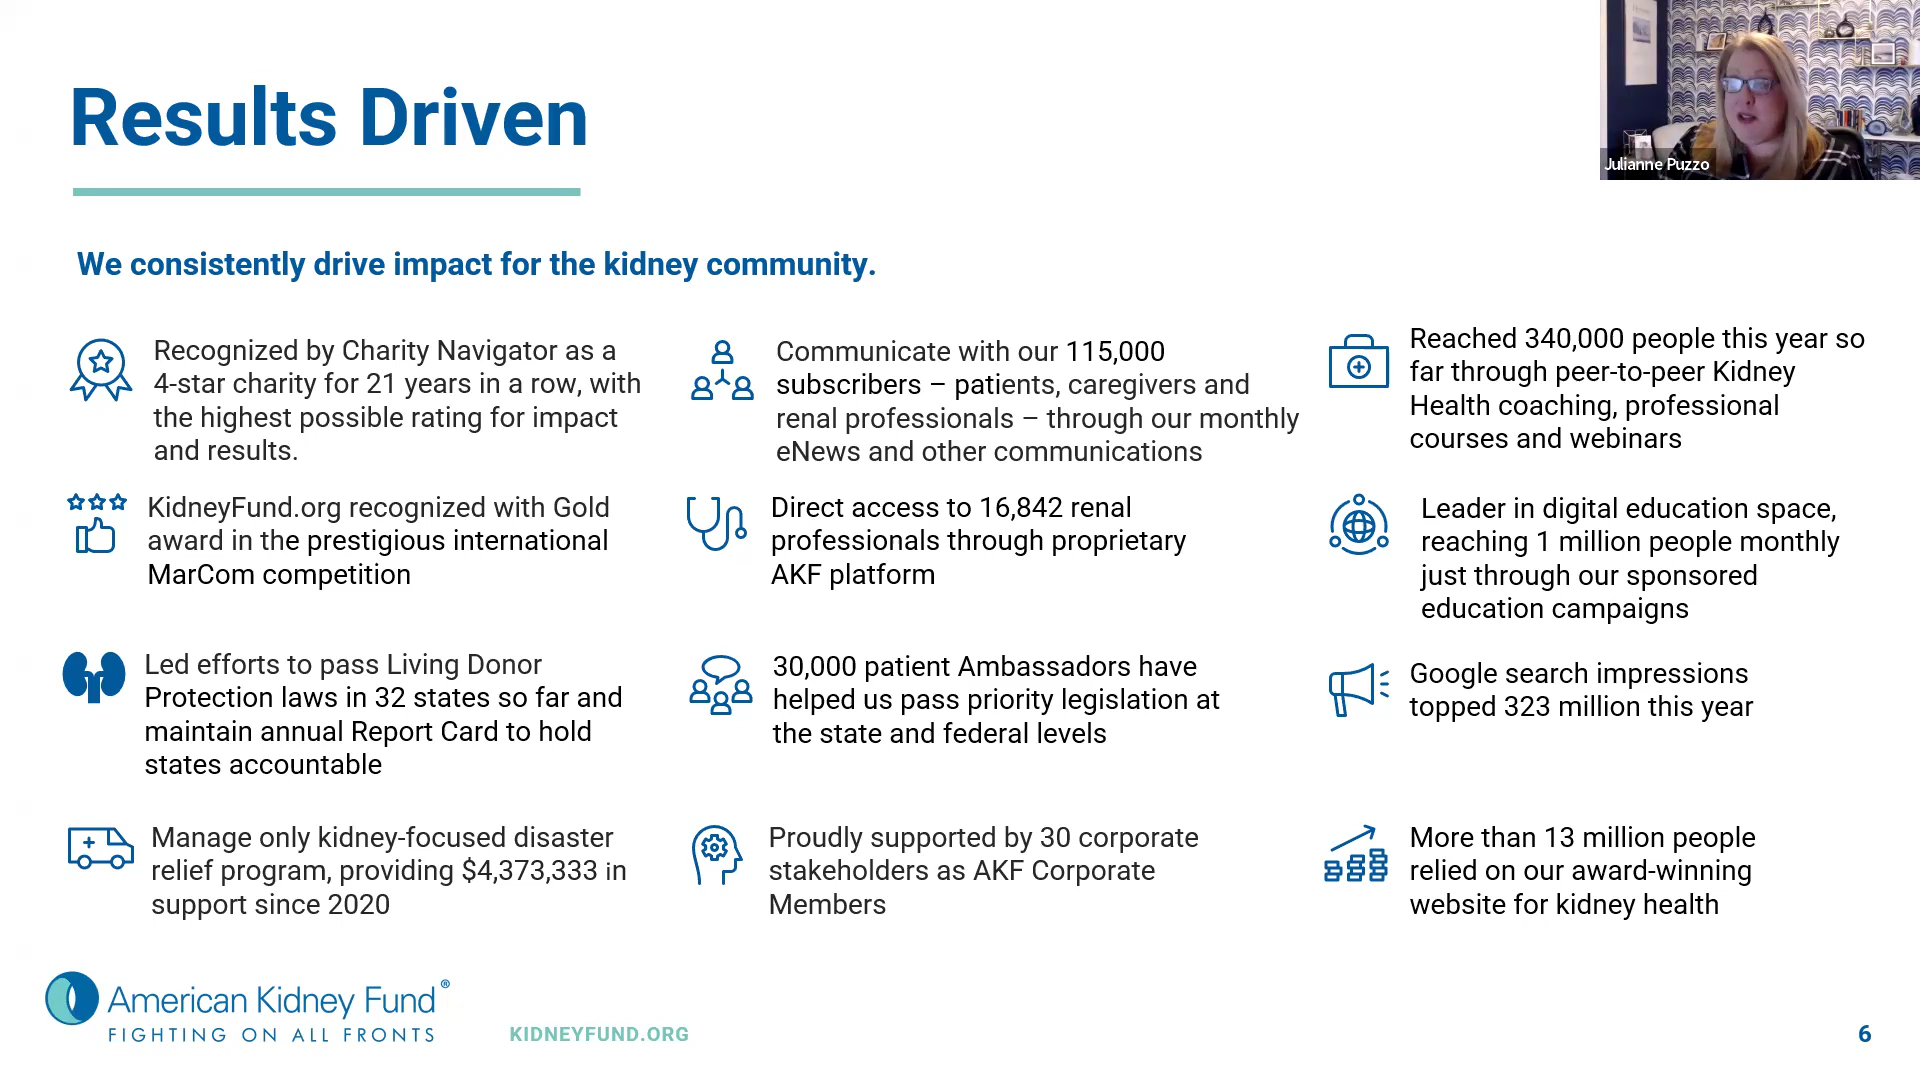 Results Driven
Julianne Puzzo
We consistently drive impact for the kidney community.
Recognized by Charity Navigator as a
4-star charity for 21 years in a row, with
the highest possible rating for impact
and results.
KidneyFund.org recognized with Gold
award in the prestigious international
MarCom competition
Led efforts to pass Living Donor
Protection laws in 32 states so far and
maintain annual Report Card to hold
states accountable
Manage only kidney-focused disaster
relief program, providing $4,373,333 in
support since 2020
Communicate with our 115,000
subscribers – patients, caregivers and
renal professionals – through our monthly
eNews and other communications
Direct access to 16,842 renal
professionals through proprietary
AKF platform
30,000 patient Ambassadors have
helped us pass priority legislation at
the state and federal levels
Proudly supported by 30 corporate
stakeholders as AKF Corporate
Members
Reached 340,000 people this year so
far through peer-to-peer Kidney
Health coaching, professional
courses and webinars
Leader in digital education space,
reaching 1 million people monthly
just through our sponsored
education campaigns
Google search impressions
topped 323 million this year
More than 13 million people
relied on our award-winning
website for kidney health
American Kidney Fund®
FIGHTING ON ALL FRONTS
KIDNEYFUND.ORG
6